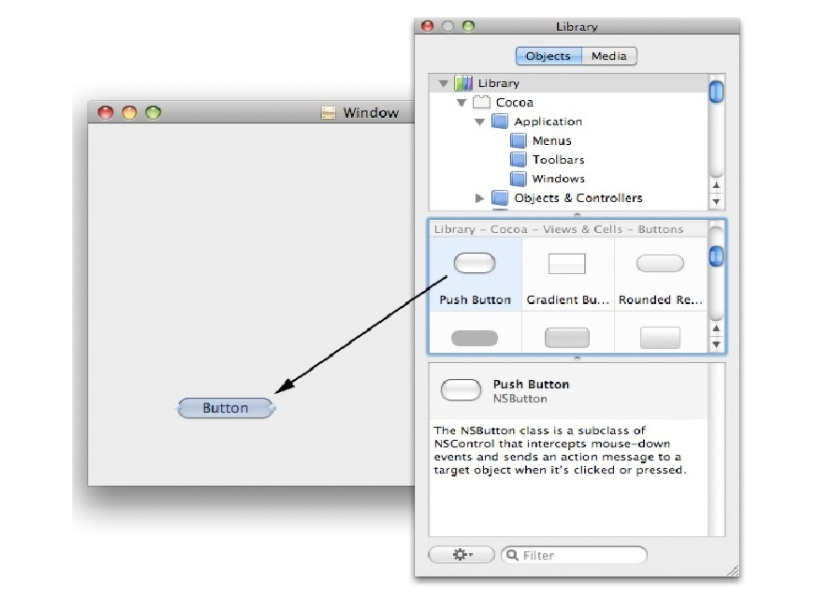 Library
Objects Media
Library
Cocoa
Application
Menus
Toolbars
Windows
Objects & Controllers
Window
Library – Cocoa – Views & Cells – Buttons
Push Button Gradient Bu... Rounded Re...
Button
Push Button
NSButton
The NSButton class is a subclass of
NSControl that intercepts mouse-down
events and sends an action message to a
target object when it's clicked or pressed.
Filter